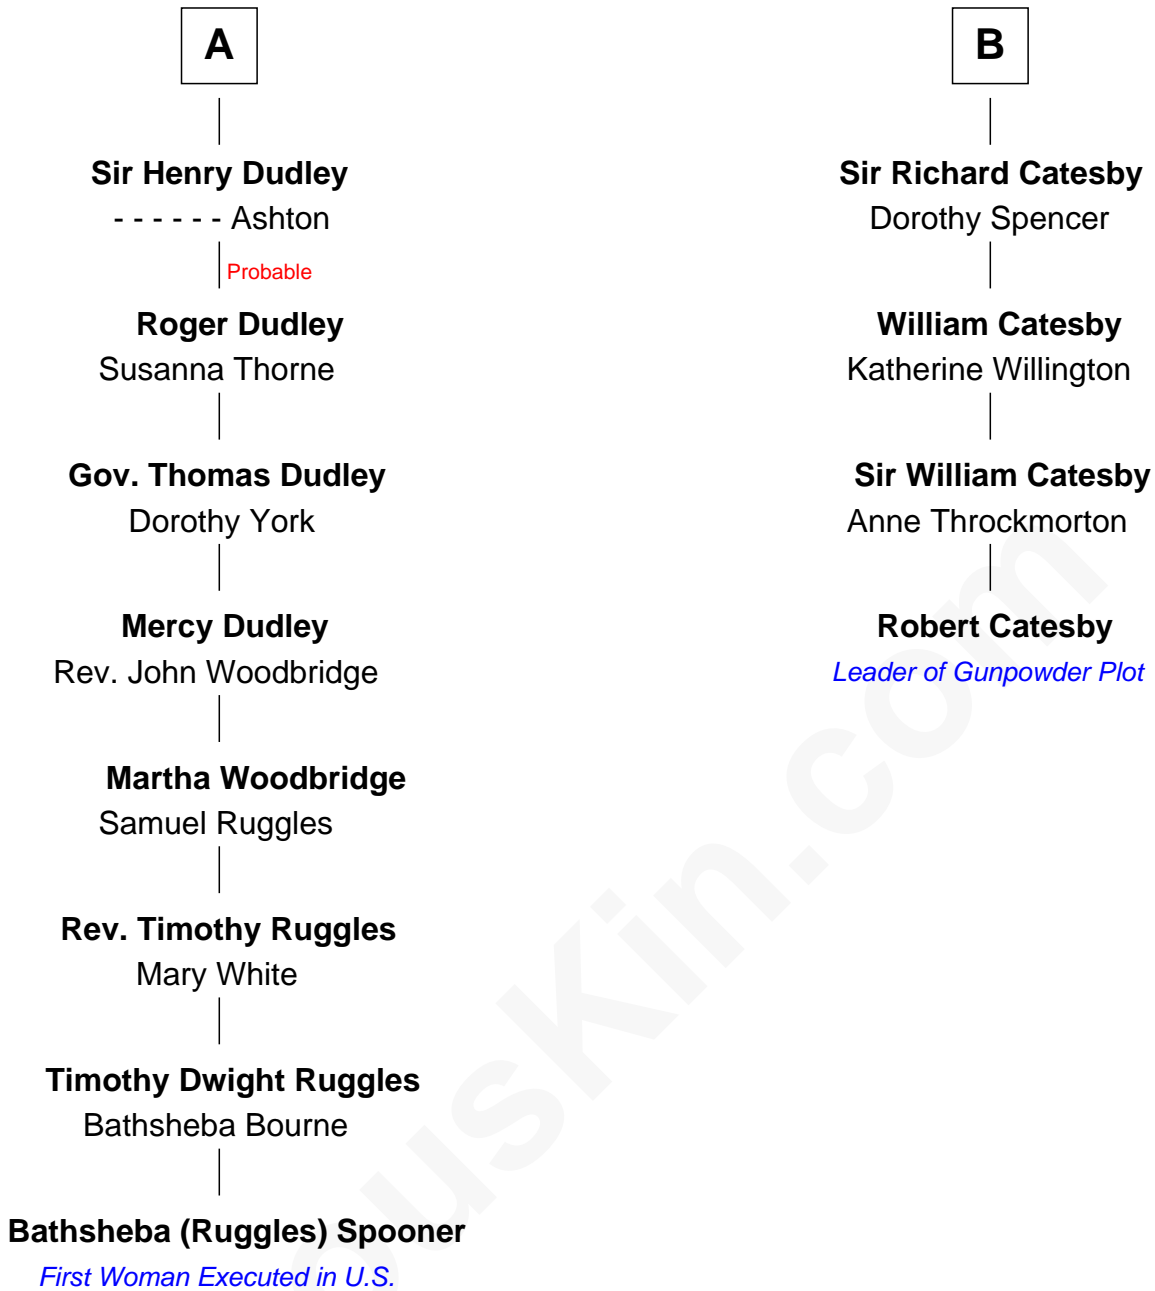 A
Sir Henry Dudley
- - - - - - Ashton
Probable
Roger Dudley
Susanna Thorne
Gov. Thomas Dudley
Dorothy York
Mercy Dudley
Rev. John Woodbridge
Martha Woodbridge
Samuel Ruggles
Rev. Timothy Ruggles
Mary White
Timothy Dwight Ruggles
Bathsheba Bourne
Bathsheba (Ruggles) Spooner
First Woman Executed in U.S.
B
Sir Richard Catesby
Dorothy Spencer
William Catesby
Katherine Willington
Sir William Catesby
Anne Throckmorton
Robert Catesby
Leader of Gunpowder Plot
ousKin.com